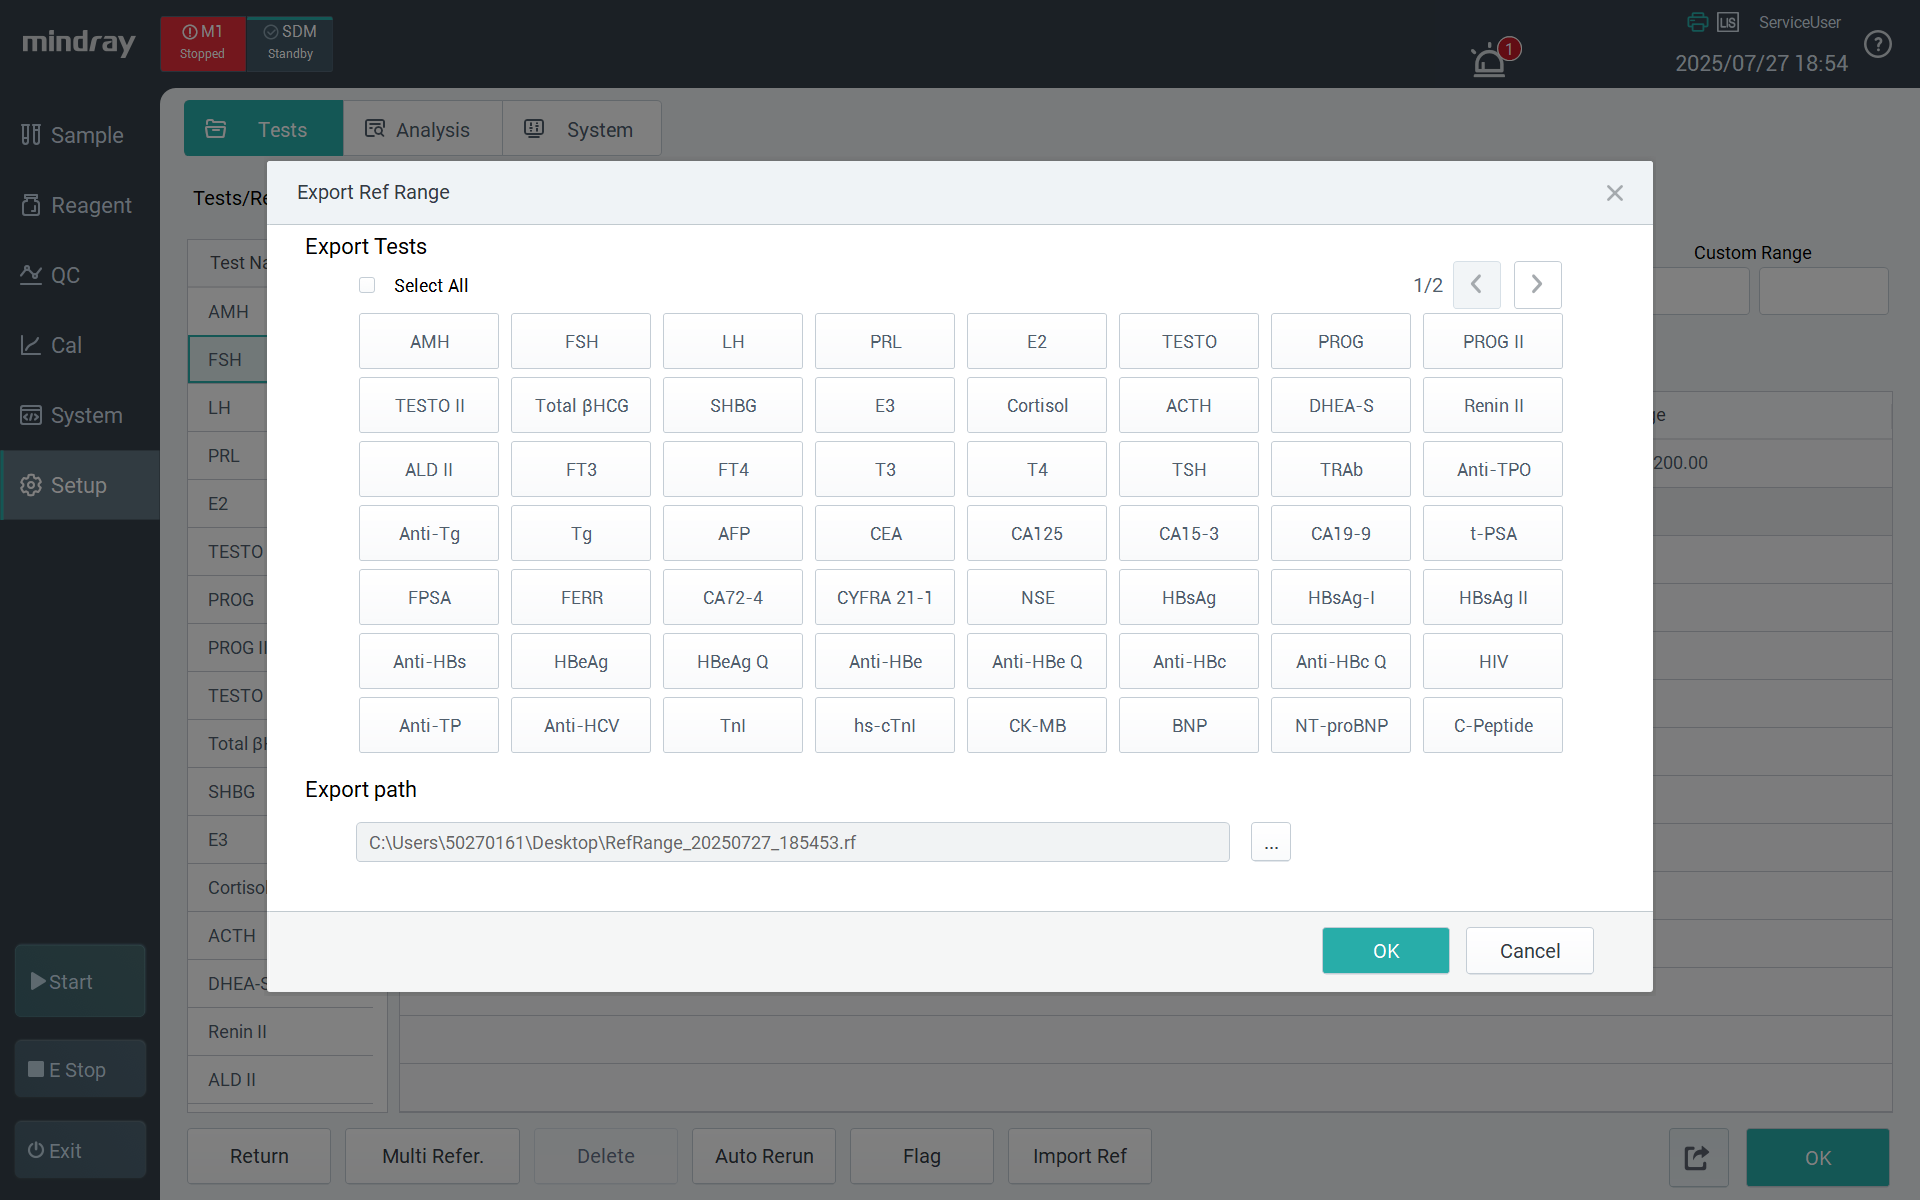 mindray
M1
Stopped
SDM
Standby
1
LIS
ServiceUser
2025/07/27 18:54
?
Sample
Reagent
QC
Cal
System
Setup
Start
E Stop
Exit
Tests
Analysis
System
Tests/Re
Custom Range
Test Na
AMH
FSH
LH
PRL
E2
TESTO
PROG
PROG II
TESTO
Total βH
SHBG
E3
Cortisol
ACTH
DHEA-S
Renin II
ALD II
ge
200.00
Export Ref Range
Export Tests
Select All
1/2
AMH FSH LH PRL E2 TESTO PROG PROG II
TESTO II Total βHCG SHBG E3 Cortisol ACTH DHEA-S Renin II
ALD II FT3 FT4 T3 T4 TSH TRAb Anti-TPO
Anti-Tg Tg AFP CEA CA125 CA15-3 CA19-9 t-PSA
FPSA FERR CA72-4 CYFRA 21-1 NSE HBsAg HBsAg-I HBsAg II
Anti-HBs HBeAg HBeAg Q Anti-HBe Anti-HBe Q Anti-HBc Anti-HBc Q HIV
Anti-TP Anti-HCV TnI hs-cTnI CK-MB BNP NT-proBNP C-Peptide
Export path
C:\Users\50270161\Desktop\RefRange_20250727_185453.rf
...
OK
Cancel
Return
Multi Refer.
Delete
Auto Rerun
Flag
Import Ref
OK